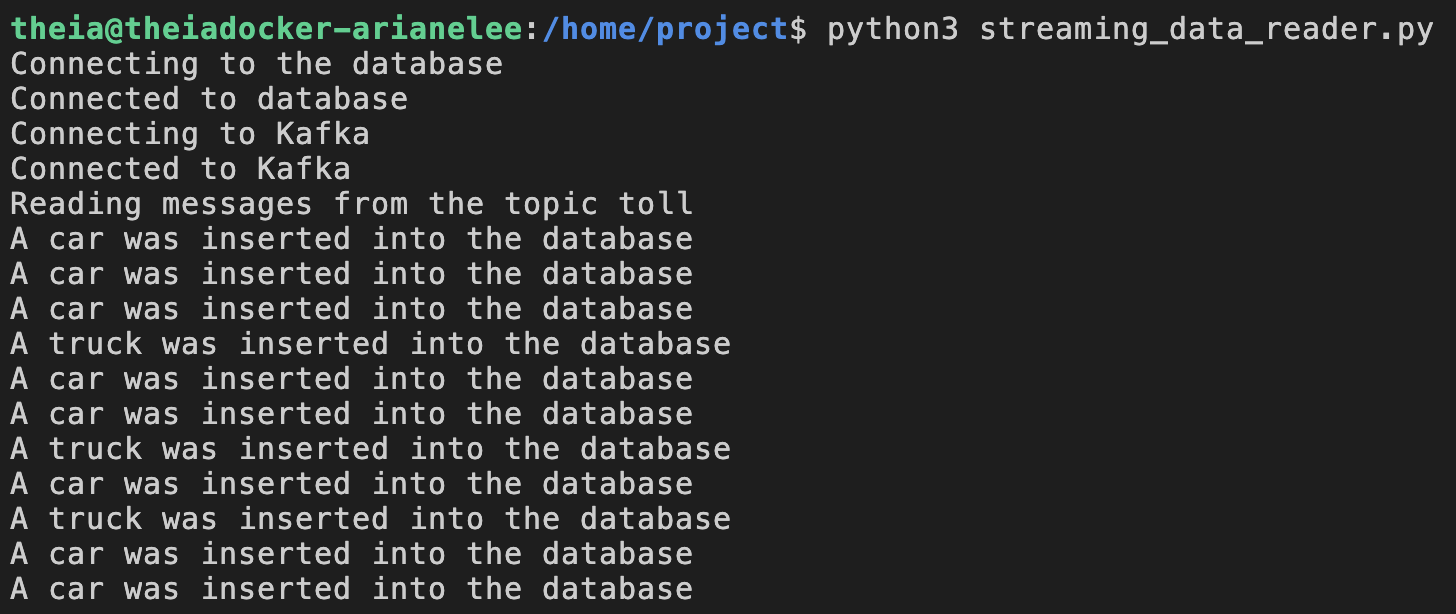 theia@theiadocker-arianelee:/home/project$ python3 streaming_data_reader.py
Connecting to the database
Connected to database
Connecting to Kafka
Connected to Kafka
Reading messages from the topic toll
A car was inserted into the database
A car was inserted into the database
A car was inserted into the database
A truck was inserted into the database
A car was inserted into the database
A car was inserted into the database
A truck was inserted into the database
A car was inserted into the database
A truck was inserted into the database
A car was inserted into the database
A car was inserted into the database